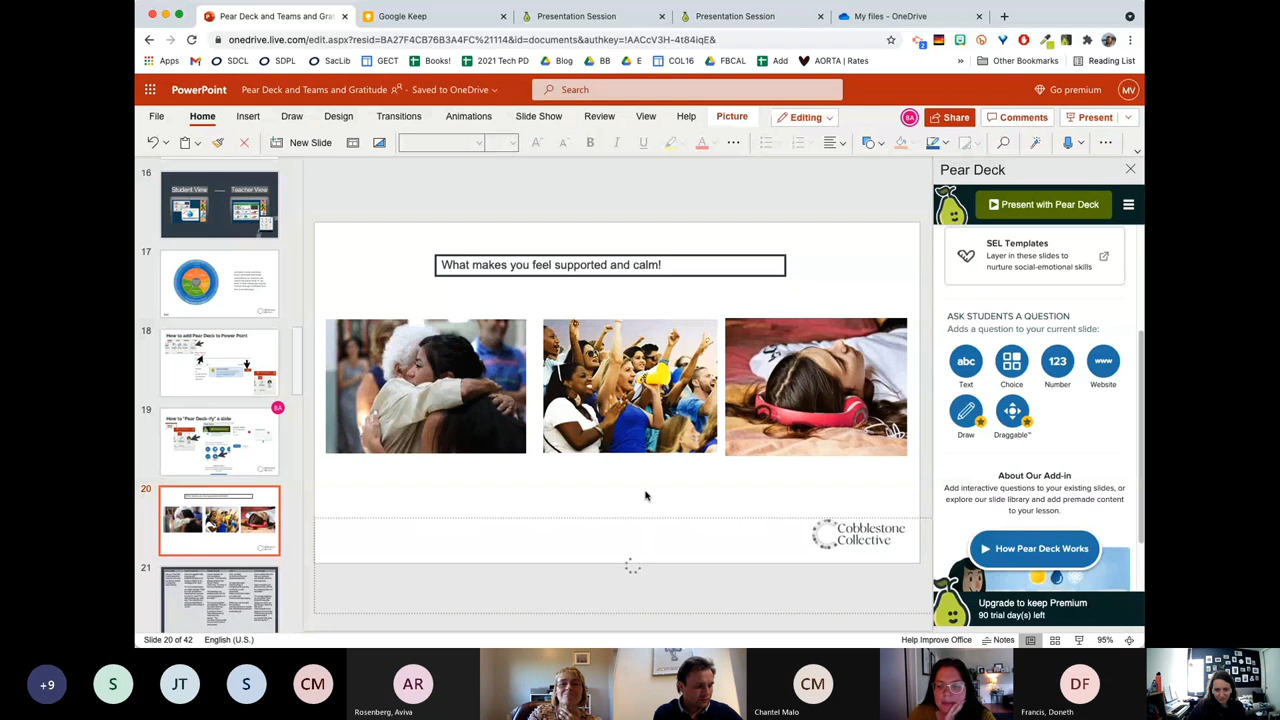 Pear Deck and Teams and Grat
Google Keep
Presentation Session
Presentation Session
My files - OneDrive
onedrive.live.com/edit.aspx?resid=BA27F4CB76B3A4FC%21114&id=documents&authkey=!AACcV3H-4t84iqE&
Apps
SDCL
SDPL
SacLib
GECT
Books!
2021 Tech PD
Blog
BB
E
COL16
FBCAL
Add
AORTA | Rates
»
Other Bookmarks
Reading List
PowerPoint
Pear Deck and Teams and Gratitude
- Saved to OneDrive
Search
Go premium
MV
File
Home
Insert
Draw
Design
Transitions
Animations
Slide Show
Review
View
Help
Picture
Editing
BA
Share
Comments
Present
New Slide
B
I
U
A
16
Student View
Teacher View
17
18
How to add Pear Deck to Power Point
19
BA
How to "Pear Deck-ify" a slide
20
21
What makes you feel supported and calm!
Cobblestone
Collective
Pear Deck
Present with Pear Deck
SEL Templates
Layer in these slides to
nurture social-emotional skills
ASK STUDENTS A QUESTION
Adds a question to your current slide:
abc
123
www
Text
Choice
Number
Website
Draw
Draggable™
About Our Add-in
Add interactive questions to your existing slides, or
explore our slide library and add premade content
to your lesson.
How Pear Deck Works
Upgrade to keep Premium
90 trial day(s) left
Slide 20 of 42
English (U.S.)
Help Improve Office
Notes
95%
+9
S
JT
S
CM
AR
Rosenberg, Aviva
CM
Chantel Malo
DF
Francis, Doneth